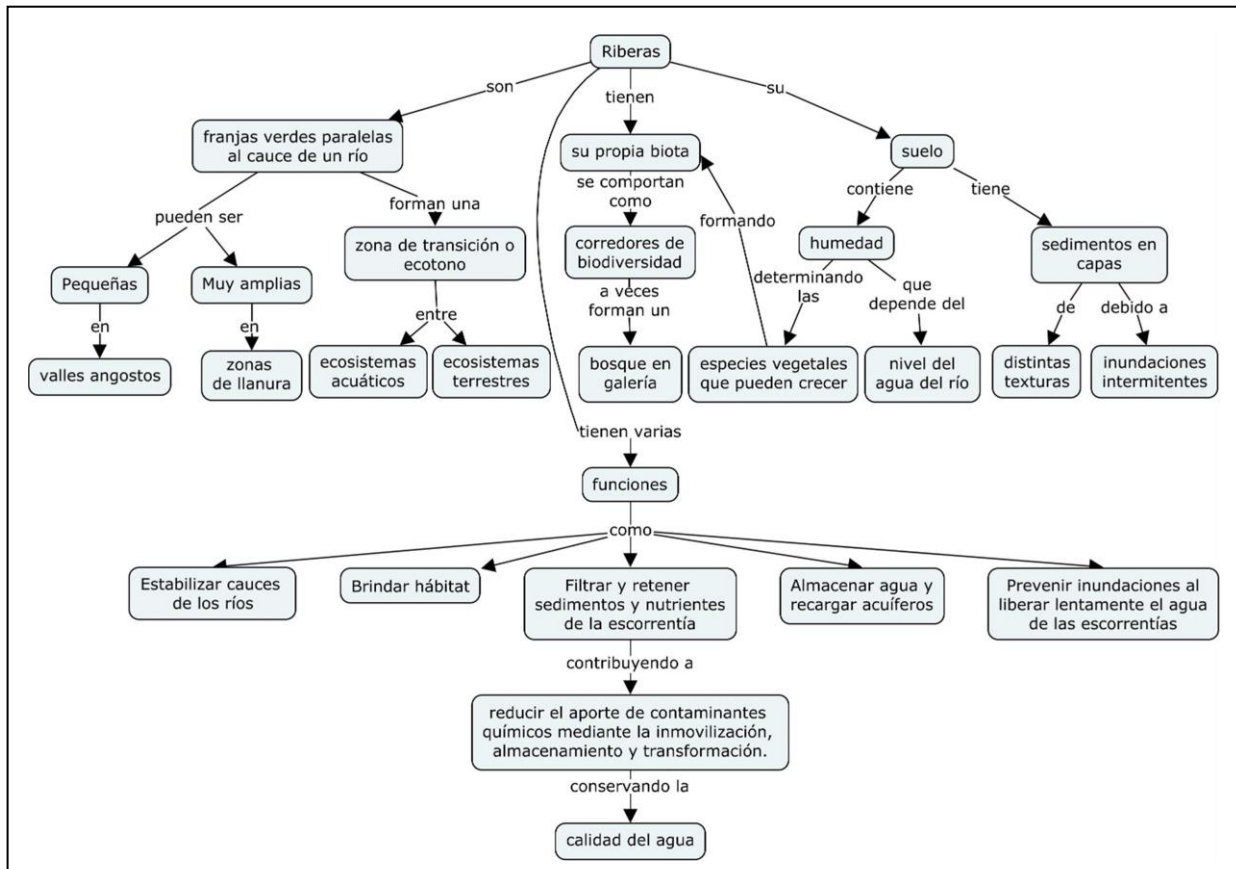 Riberas
son
tienen
su
franjas verdes paralelas
al cauce de un río
su propia biota
suelo
pueden ser
forman una
se comportan
como
formando
contiene
tiene
Pequeñas
Muy amplias
zona de transición o
ecotono
corredores de
biodiversidad
humedad
sedimentos en
capas
en
en
entre
a veces
forman un
determinando
las
que
depende del
de
debido a
valles angostos
zonas
de llanura
ecosistemas
acuáticos
ecosistemas
terrestres
bosque en
galería
especies vegetales
que pueden crecer
nivel del
agua del río
distintas
texturas
inundaciones
intermitentes
tienen varias
funciones
como
Estabilizar cauces
de los ríos
Brindar hábitat
Filtrar y retener
sedimentos y nutrientes
de la escorrentía
Almacenar agua y
recargar acuíferos
Prevenir inundaciones al
liberar lentamente el agua
de las escorrentías
contribuyendo a
reducir el aporte de contaminantes
químicos mediante la inmovilización,
almacenamiento y transformación.
conservando la
calidad del agua